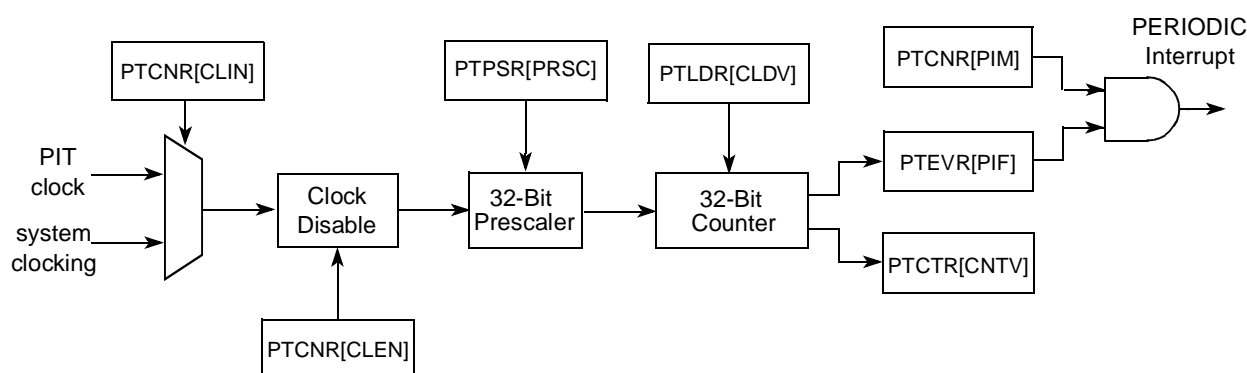 PERIODIC
Interrupt
PTCNR[CLIN]
PTPSR[PRSC]
PTLDR[CLDV]
PTCNR[PIM]
PIT
clock
Clock
Disable
32-Bit
Prescaler
32-Bit
Counter
PTEVR[PIF]
system
clocking
PTCTR[CNTV]
PTCNR[CLEN]